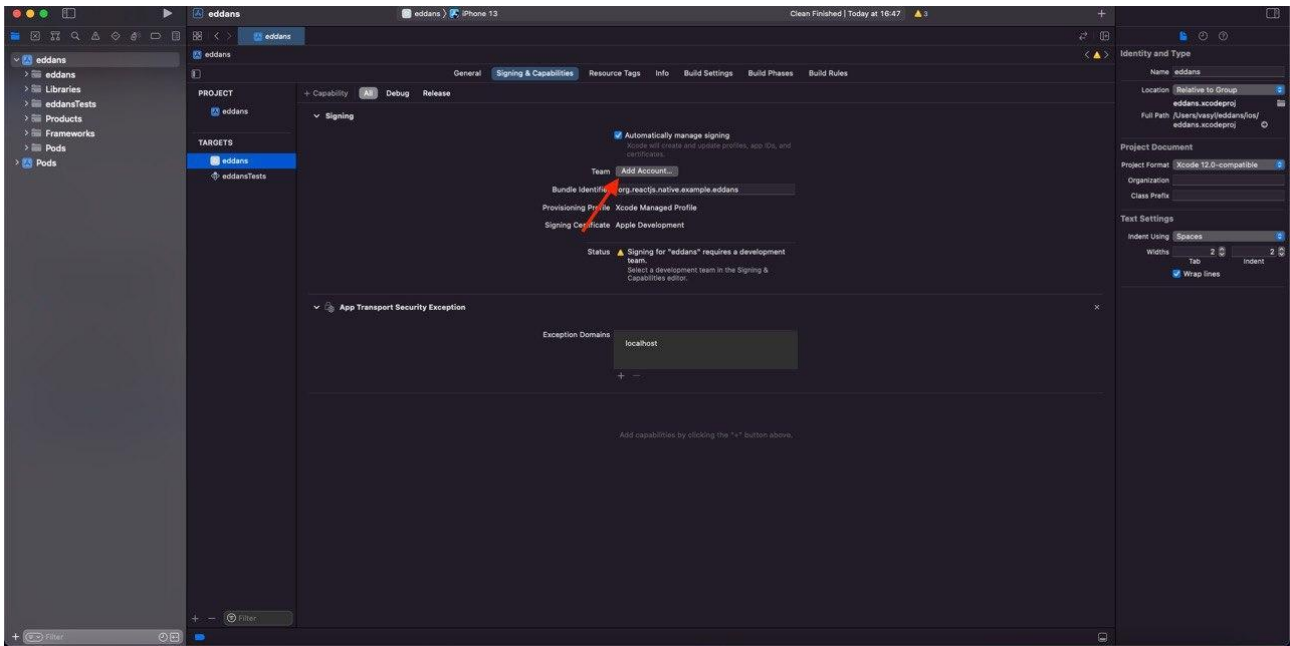 eddans
eddans 〉 iPhone 13
Clean Finished | Today at 16:47
3
eddans
eddans
eddans
Libraries
eddansTests
Products
Frameworks
Pods
Pods
Filter
eddans
General
Signing & Capabilities
Resource Tags
Info
Build Settings
Build Phases
Build Rules
PROJECT
eddans
TARGETS
eddans
eddansTests
Filter
+ Capability
All
Debug
Release
Signing
Automatically manage signing
Xcode will create and update profiles, app IDs, and
certificates.
Team
Add Account...
Bundle Identifier
org.reactjs.native.example.eddans
Provisioning Profile
Xcode Managed Profile
Signing Certificate
Apple Development
Status
Signing for "eddans" requires a development
team.
Select a development team in the Signing &
Capabilities editor.
App Transport Security Exception
Exception Domains
localhost
Add capabilities by clicking the "+" button above.
Identity and Type
Name
eddans
Location
Relative to Group
eddans.xcodeproj
Full Path
/Users/vasyl/eddans/ios/
eddans.xcodeproj
Project Document
Project Format
Xcode 12.0-compatible
Organization
Class Prefix
Text Settings
Indent Using
Spaces
Widths
2
2
Tab
Indent
Wrap lines